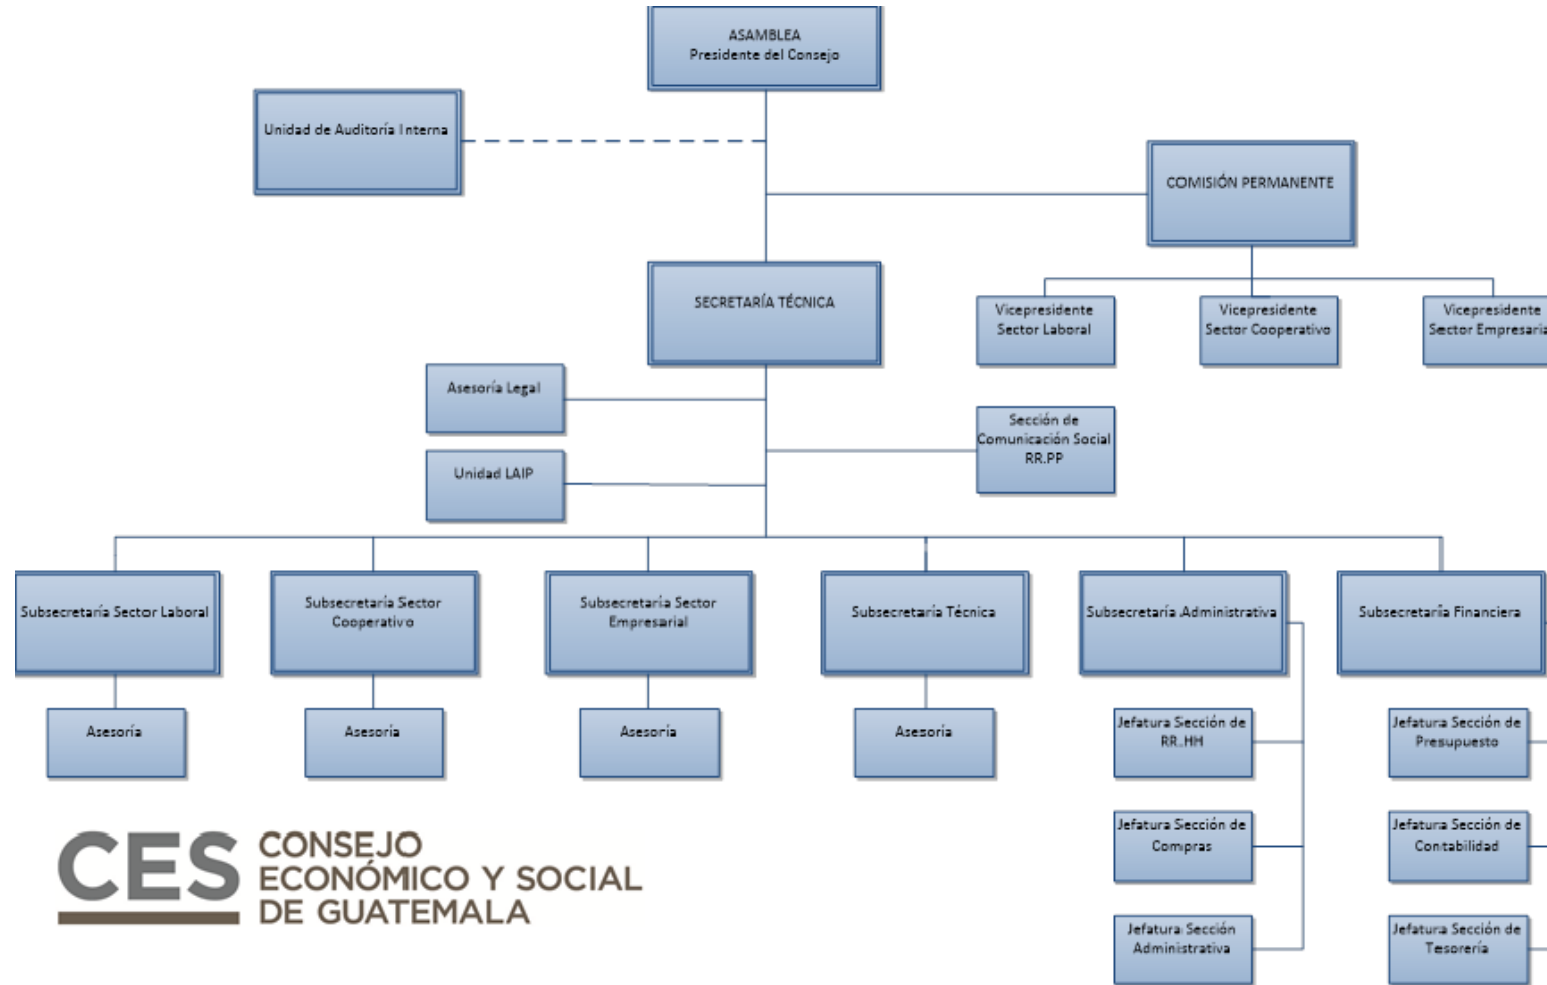 ASAMBLEA
Presidente del Consejo
Unidad de Auditoría Interna
COMISIÓN PERMANENTE
SECRETARÍA TÉCNICA
Vicepresidente
Sector Laboral
Vicepresidente
Sector Cooperativo
Vicepresidente
Sector Empresaria
Asesoría Legal
Sección de
Comunicación Social
RR.PP
Unidad LAIP
Subsecretaría Sector Laboral
Subsecretaría Sector
Cooperativo
Subsecretaría Sector
Empresarial
Subsecretaría Técnica
Subsecretaría Administrativa
Subsecretaría Financiera
Asesoría
Asesoría
Asesoría
Asesoría
Jefatura Sección de
RR.HH
Jefatura Sección de
Presupuesto
Jefatura Sección de
Compras
Jefatura Sección de
Contabilidad
Jefatura Sección
Administrativa
Jefatura Sección de
Tesorería
CES
CONSEJO
ECONÓMICO Y SOCIAL
DE GUATEMALA